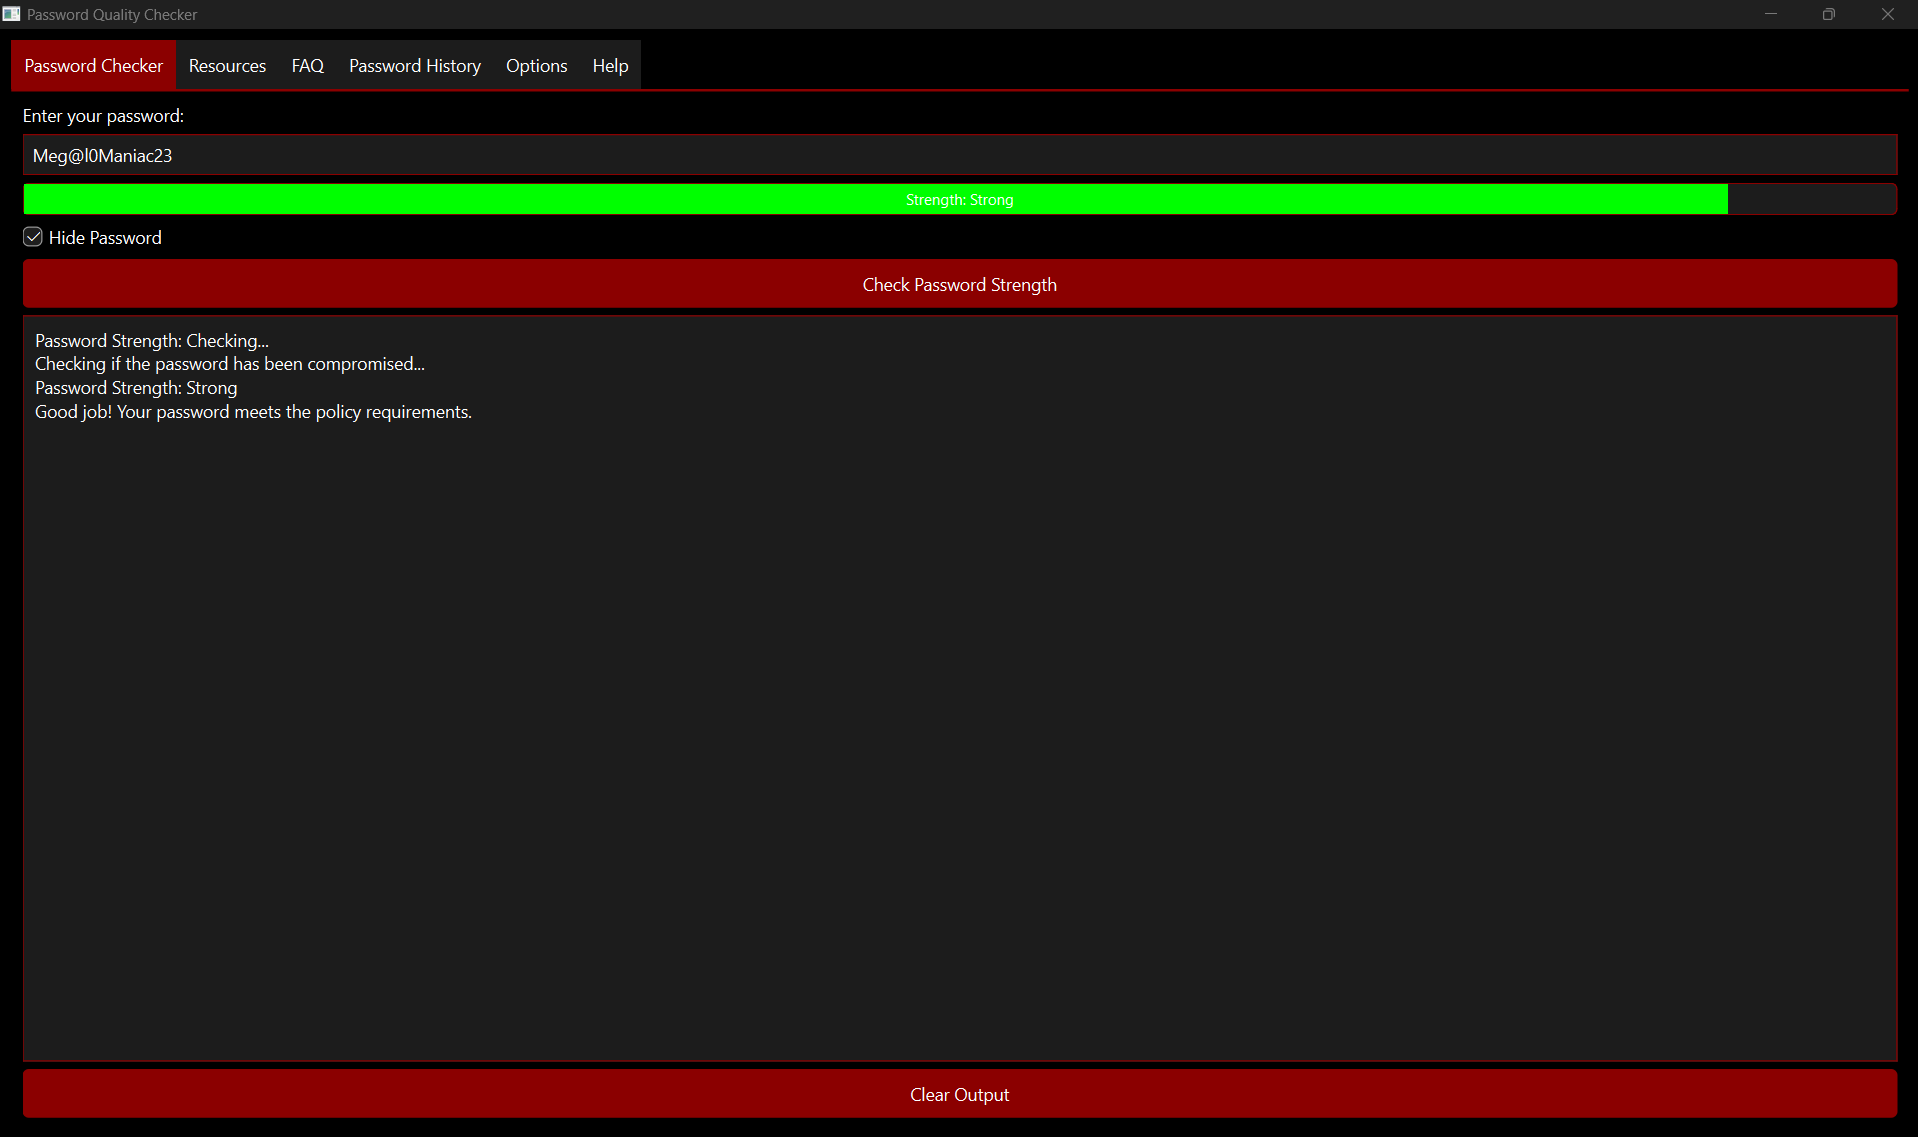 Password Quality Checker
Password Checker Resources FAQ Password History Options Help
Enter your password:
Meg@l0Maniac23
Strength: Strong
Hide Password
Check Password Strength
Password Strength: Checking...
Checking if the password has been compromised...
Password Strength: Strong
Good job! Your password meets the policy requirements.
Clear Output